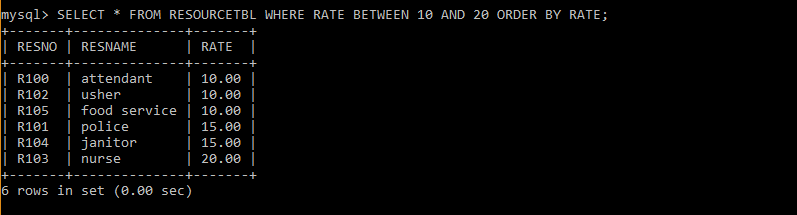 mysql> SELECT * FROM RESOURCETBL WHERE RATE BETWEEN 10 AND 20 ORDER BY RATE;
+-------+--------------+-------+
| RESNO | RESNAME      | RATE  |
+-------+--------------+-------+
| R100  | attendant    | 10.00 |
| R102  | usher        | 10.00 |
| R105  | food service | 10.00 |
| R101  | police       | 15.00 |
| R104  | janitor      | 15.00 |
| R103  | nurse        | 20.00 |
+-------+--------------+-------+
6 rows in set (0.00 sec)